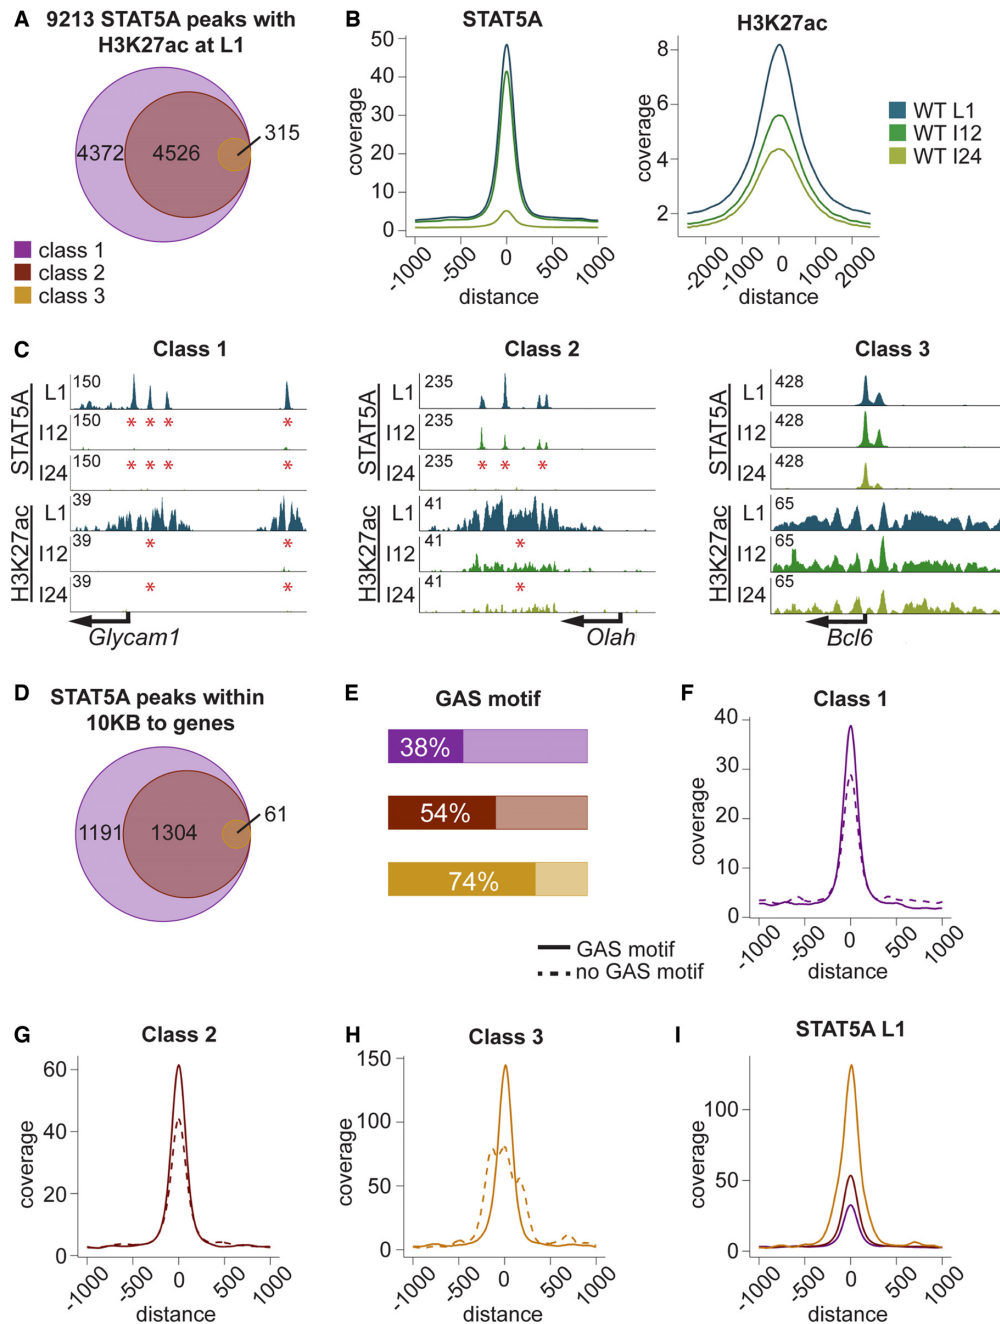 A
9213 STAT5A peaks with
H3K27ac at L1
4372
4526
315
class 1
class 2
class 3
B
STAT5A
coverage
50
40
30
20
10
0
-1000
-500
0
500
1000
distance
H3K27ac
coverage
8
6
4
2
-2000
-1000
0
1000
2000
distance
WT L1
WT I12
WT I24
C
Class 1
STAT5A
L1
150
I12
150
* * * *
I24
150
* * * *
H3K27ac
L1
39
I12
39
* *
I24
39
* *
Glycam1
Class 2
STAT5A
L1
235
I12
235
I24
235
* * *
H3K27ac
L1
41
I12
41
*
I24
41
*
Olah
Class 3
STAT5A
L1
428
I12
428
I24
428
H3K27ac
L1
65
I12
65
I24
65
Bcl6
D
STAT5A peaks within
10KB to genes
1191
1304
61
E
GAS motif
38%
54%
74%
GAS motif
no GAS motif
F
Class 1
coverage
40
30
20
10
0
-1000
-500
0
500
1000
distance
G
Class 2
coverage
60
40
20
0
-1000
-500
0
500
1000
distance
H
Class 3
coverage
150
100
50
0
-1000
-500
0
500
1000
distance
I
STAT5A L1
coverage
100
50
0
-1000
-500
0
500
1000
distance